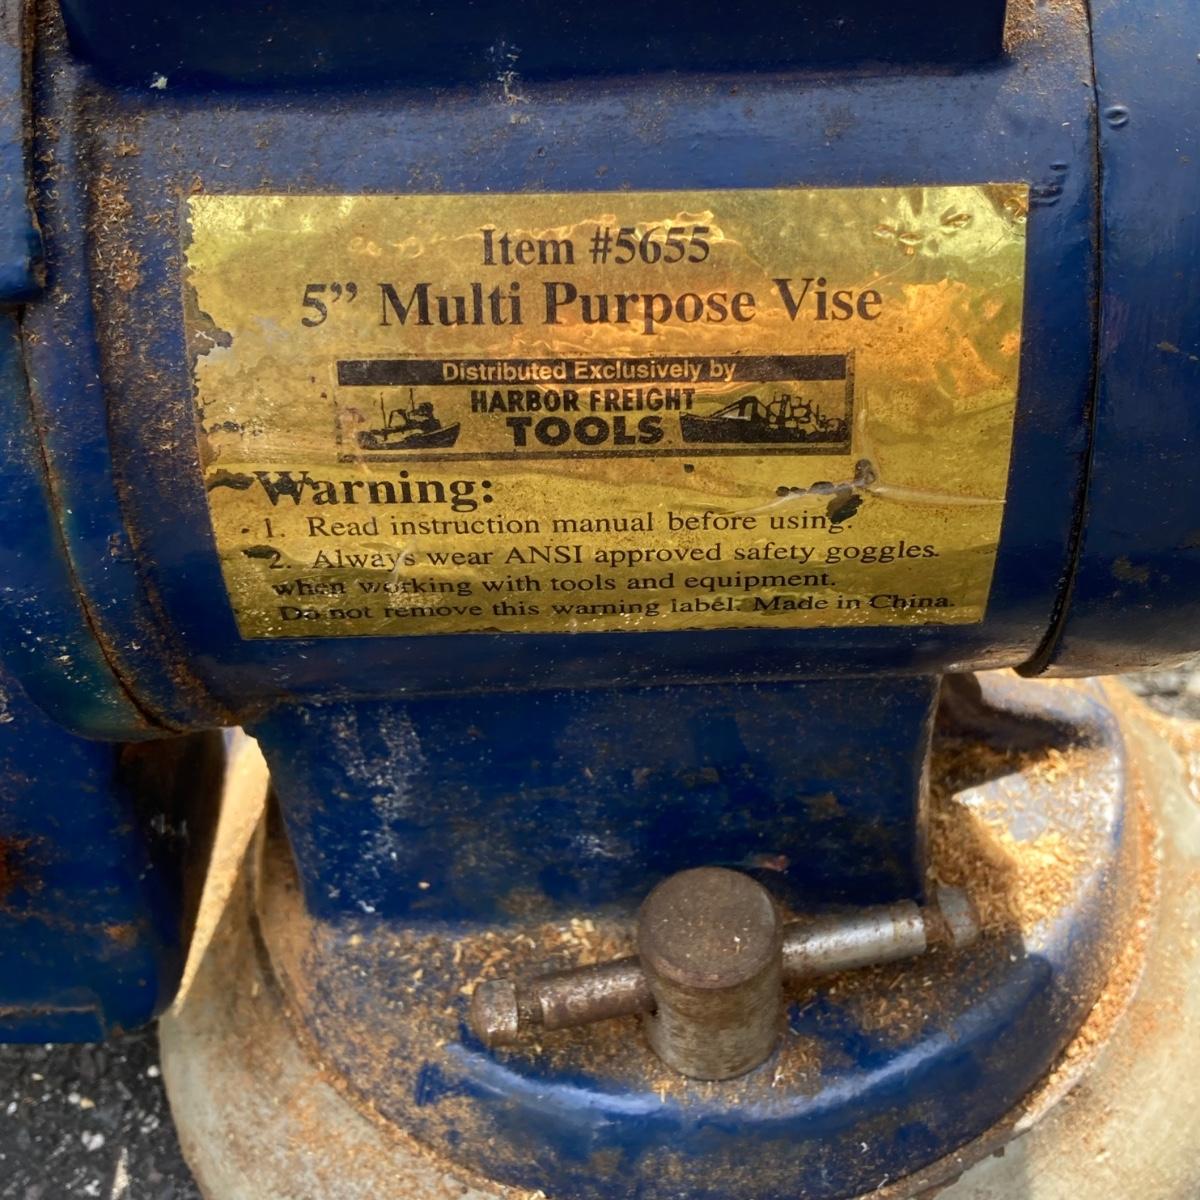 Item #5655
5” Multi Purpose Vise
Distributed Exclusively by
HARBOR FREIGHT
TOOLS
Warning:
1. Read instruction manual before using.
2. Always wear ANSI approved safety goggles.
when working with tools and equipment.
Do not remove this warning label. Made in China.